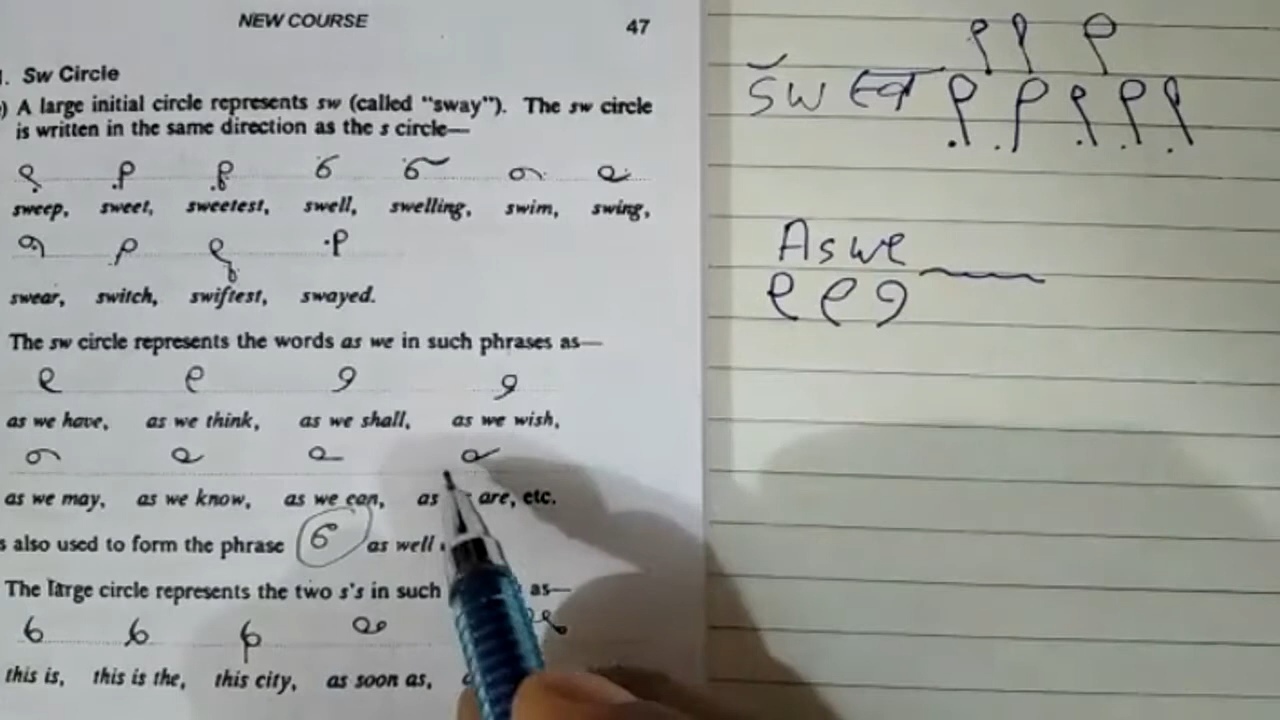 NEW COURSE 47
Sw Circle
A large initial circle represents sw (called “sway”). The sw circle
is written in the same direction as the s circle—
sweep, sweet, sweetest, swell, swelling, swim, swing,
swear, switch, swiftest, swayed.
The sw circle represents the words as we in such phrases as—
as we have, as we think, as we shall, as we wish,
as we may, as we know, as we can, as are, etc.
also used to form the phrase as well
The large circle represents the two s's in such as—
this is, this is the, this city, as soon as,
Sw
As we